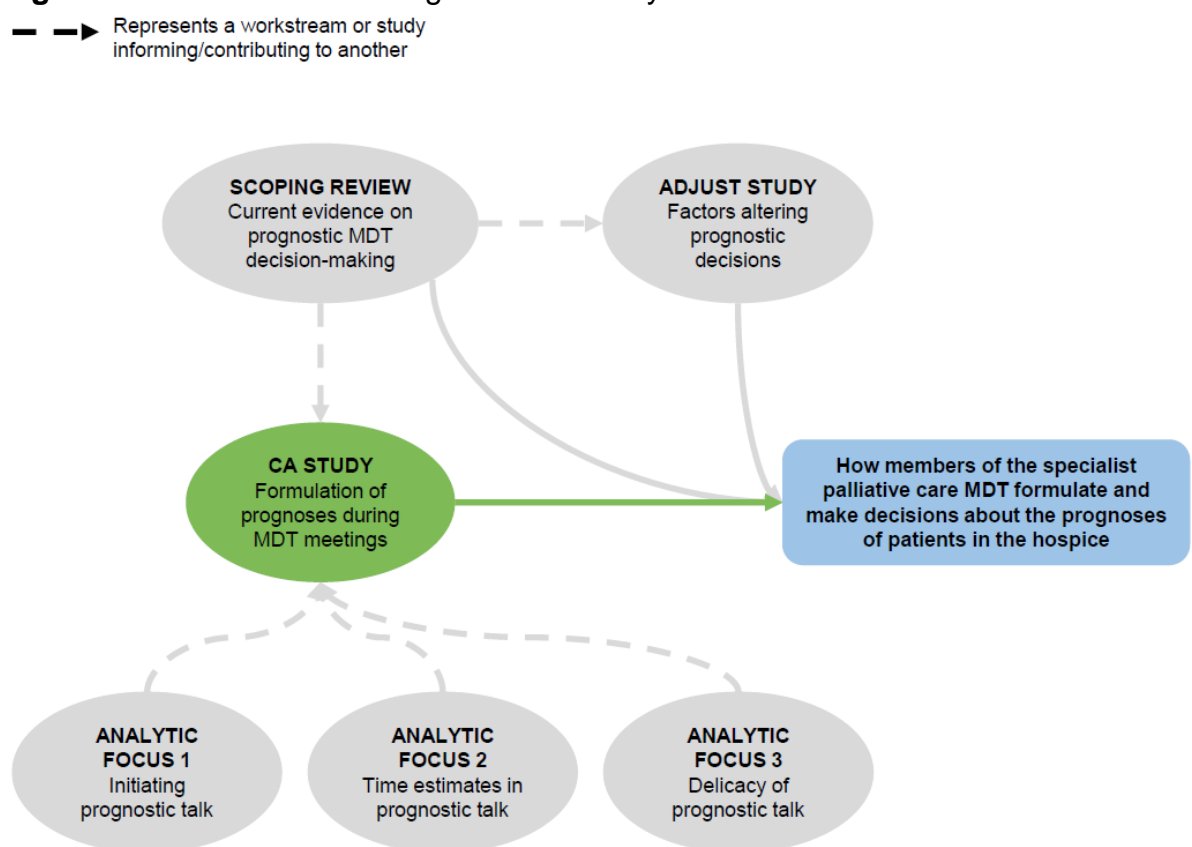 Represents a workstream or study
informing/contributing to another
SCOPING REVIEW
Current evidence on
prognostic MDT
decision-making
ADJUST STUDY
Factors altering
prognostic
decisions
CA STUDY
Formulation of
prognoses during
MDT meetings
How members of the specialist
palliative care MDT formulate and
make decisions about the prognoses
of patients in the hospice
ANALYTIC
FOCUS 1
Initiating
prognostic talk
ANALYTIC
FOCUS 2
Time estimates in
prognostic talk
ANALYTIC
FOCUS 3
Delicacy of
prognostic talk